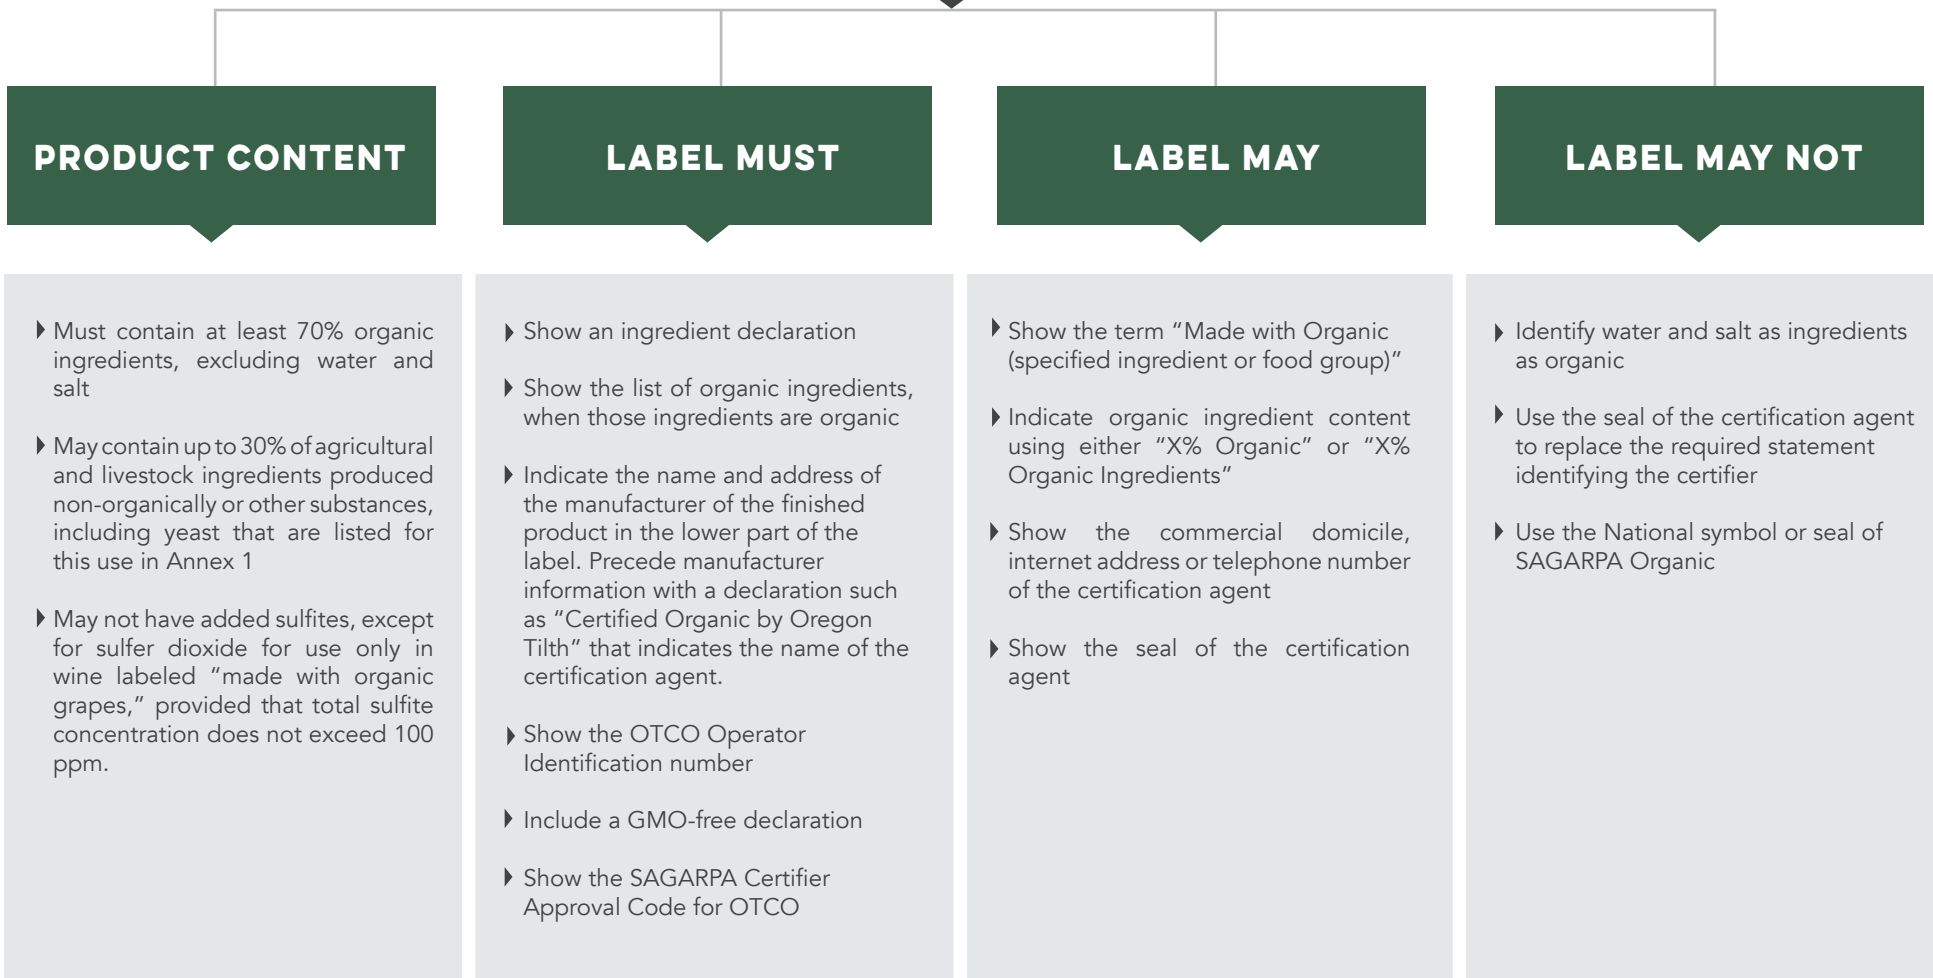 PRODUCT CONTENT
Must contain at least 70% organic
ingredients, excluding water and
salt
May contain up to 30% of agricultural
and livestock ingredients produced
non-organically or other substances,
including yeast that are listed for
this use in Annex 1
May not have added sulfites, except
for sulfer dioxide for use only in
wine labeled “made with organic
grapes,” provided that total sulfite
concentration does not exceed 100
ppm.
LABEL MUST
Show an ingredient declaration
Show the list of organic ingredients,
when those ingredients are organic
Indicate the name and address of
the manufacturer of the finished
product in the lower part of the
label. Precede manufacturer
information with a declaration such
as “Certified Organic by Oregon
Tilth” that indicates the name of the
certification agent.
Show the OTCO Operator
Identification number
Include a GMO-free declaration
Show the SAGARPA Certifier
Approval Code for OTCO
LABEL MAY
Show the term “Made with Organic
(specified ingredient or food group)”
Indicate organic ingredient content
using either “X% Organic” or “X%
Organic Ingredients”
Show the commercial domicile,
internet address or telephone number
of the certification agent
Show the seal of the certification
agent
LABEL MAY NOT
Identify water and salt as ingredients
as organic
Use the seal of the certification agent
to replace the required statement
identifying the certifier
Use the National symbol or seal of
SAGARPA Organic